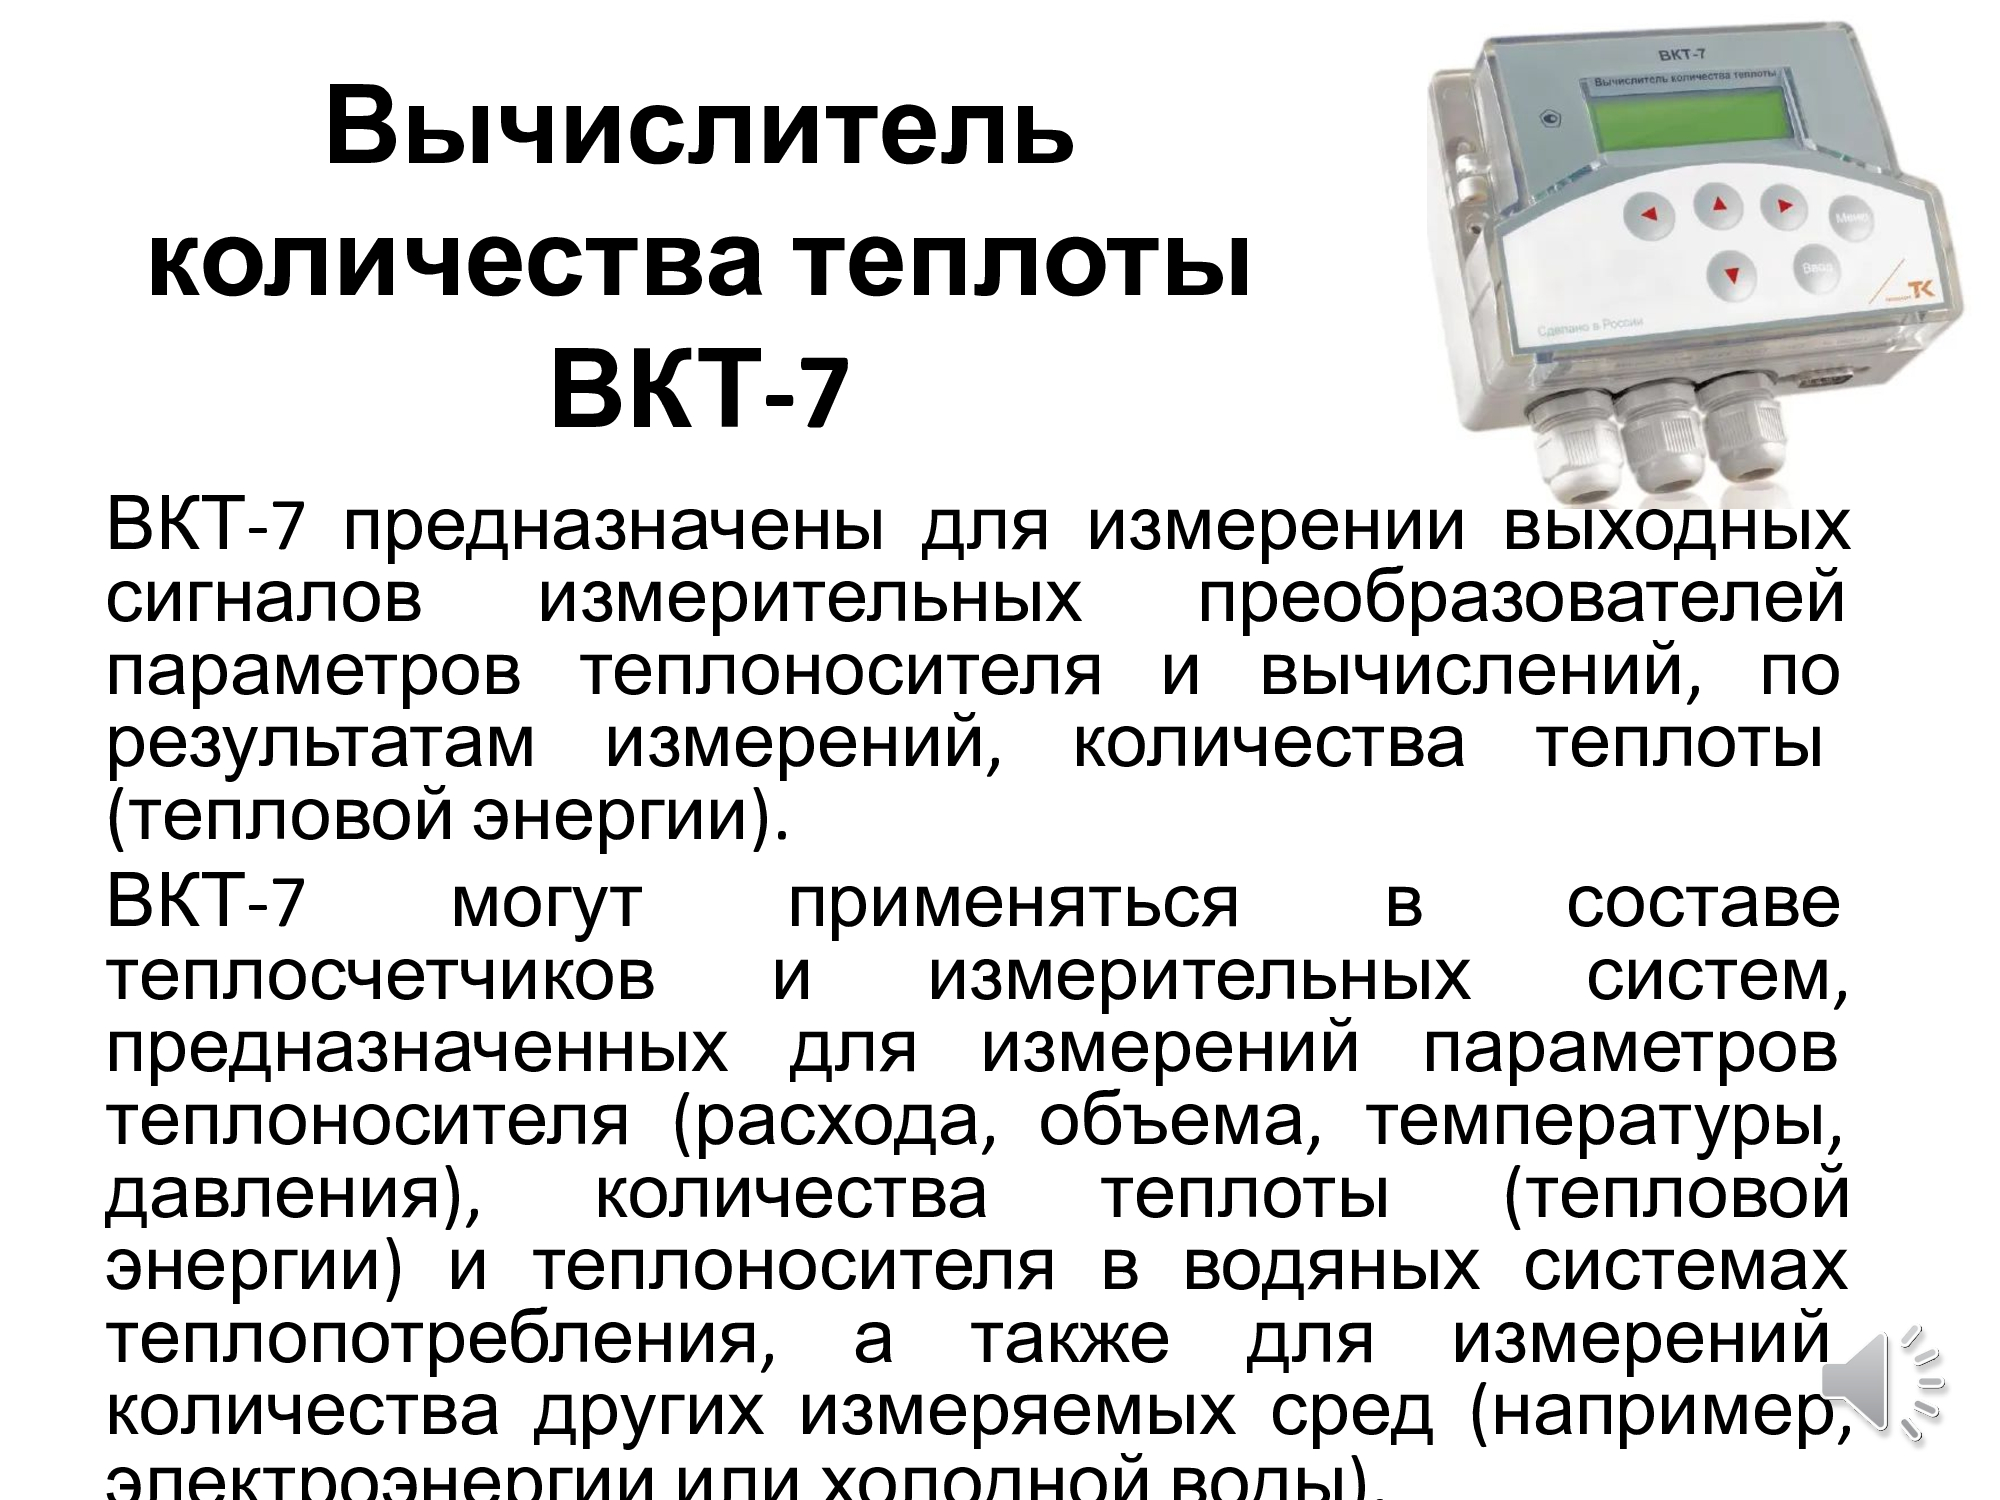 Вычислитель
количества теплоты
ВКТ-7
ВКТ-7
Вычислитель количества теплоты
Меню
Ввод
Сделано в России
ТК
ВКТ-7 предназначены для измерении выходных
сигналов измерительных преобразователей
параметров теплоносителя и вычислений, по
результатам измерений, количества теплоты
(тепловой энергии).
ВКТ-7 могут применяться в составе
теплосчетчиков и измерительных систем,
предназначенных для измерений параметров
теплоносителя (расхода, объема, температуры,
давления), количества теплоты (тепловой
энергии) и теплоносителя в водяных системах
теплопотребления, а также для измерений
количества других измеряемых сред (например,
электроэнергии или холодной воды).